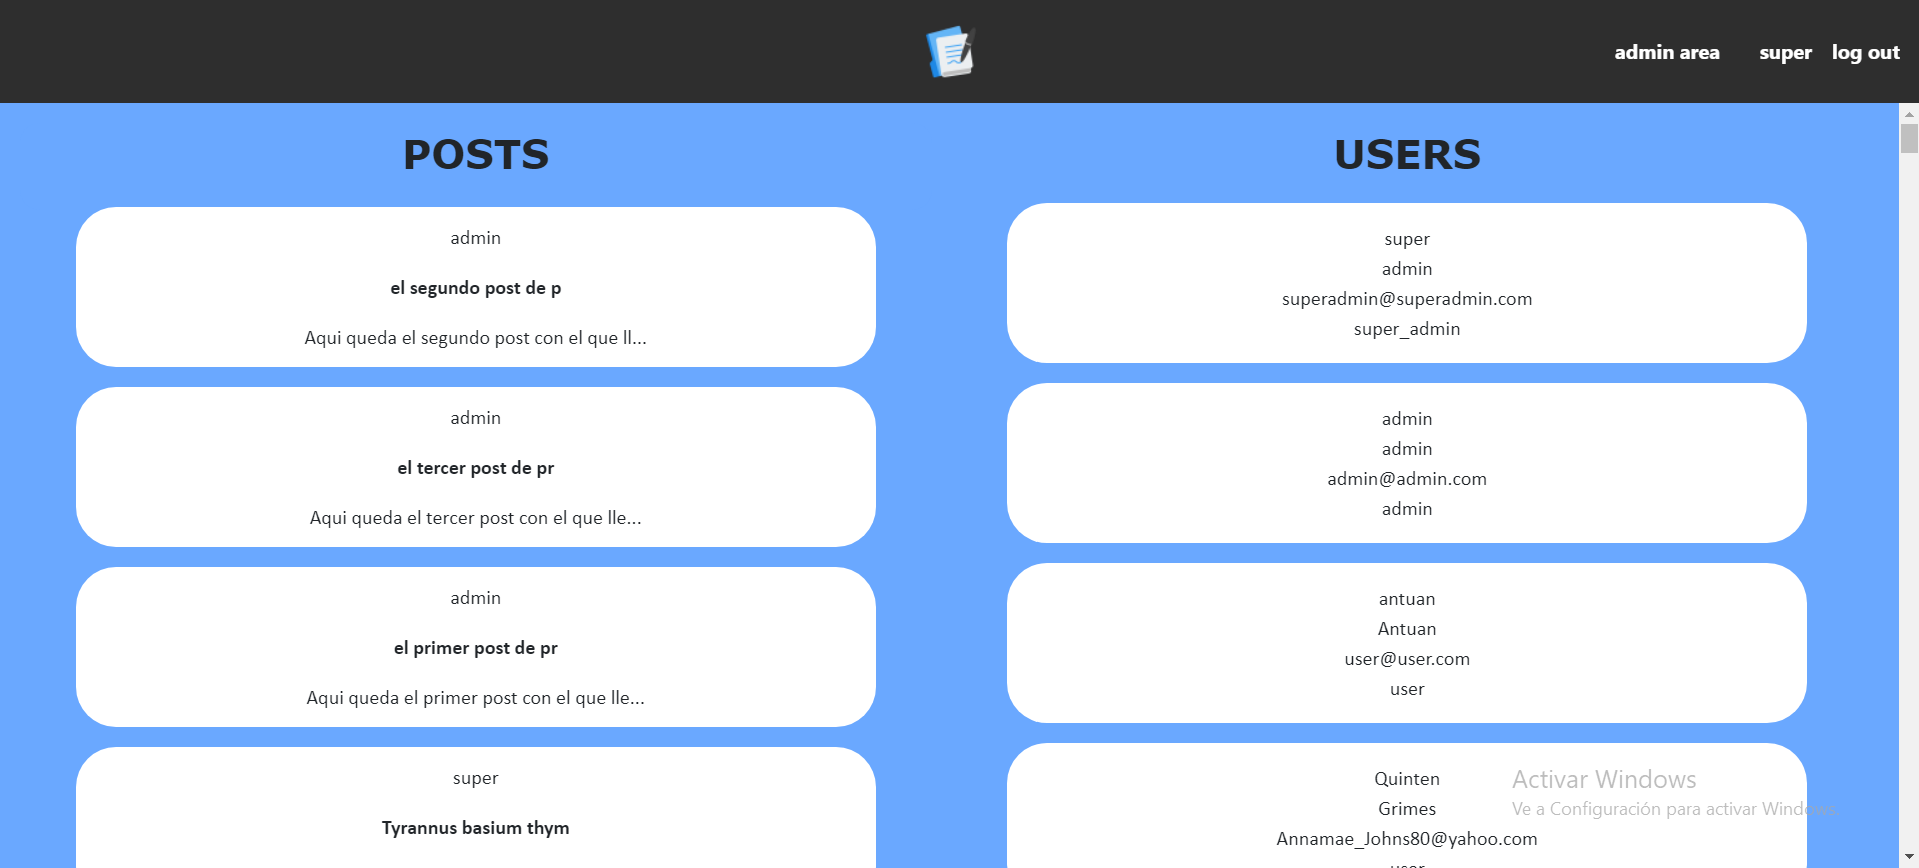 admin area super log out
POSTS
admin
el segundo post de p
Aqui queda el segundo post con el que ll...
admin
el tercer post de pr
Aqui queda el tercer post con el que lle...
admin
el primer post de pr
Aqui queda el primer post con el que lle...
super
Tyrannus basium thym
USERS
super
admin
superadmin@superadmin.com
super_admin
admin
admin
admin@admin.com
admin
antuan
Antuan
user@user.com
user
Quinten
Grimes
Annamae_Johns80@yahoo.com
user
Activar Windows
Ve a Configuración para activar Windows.